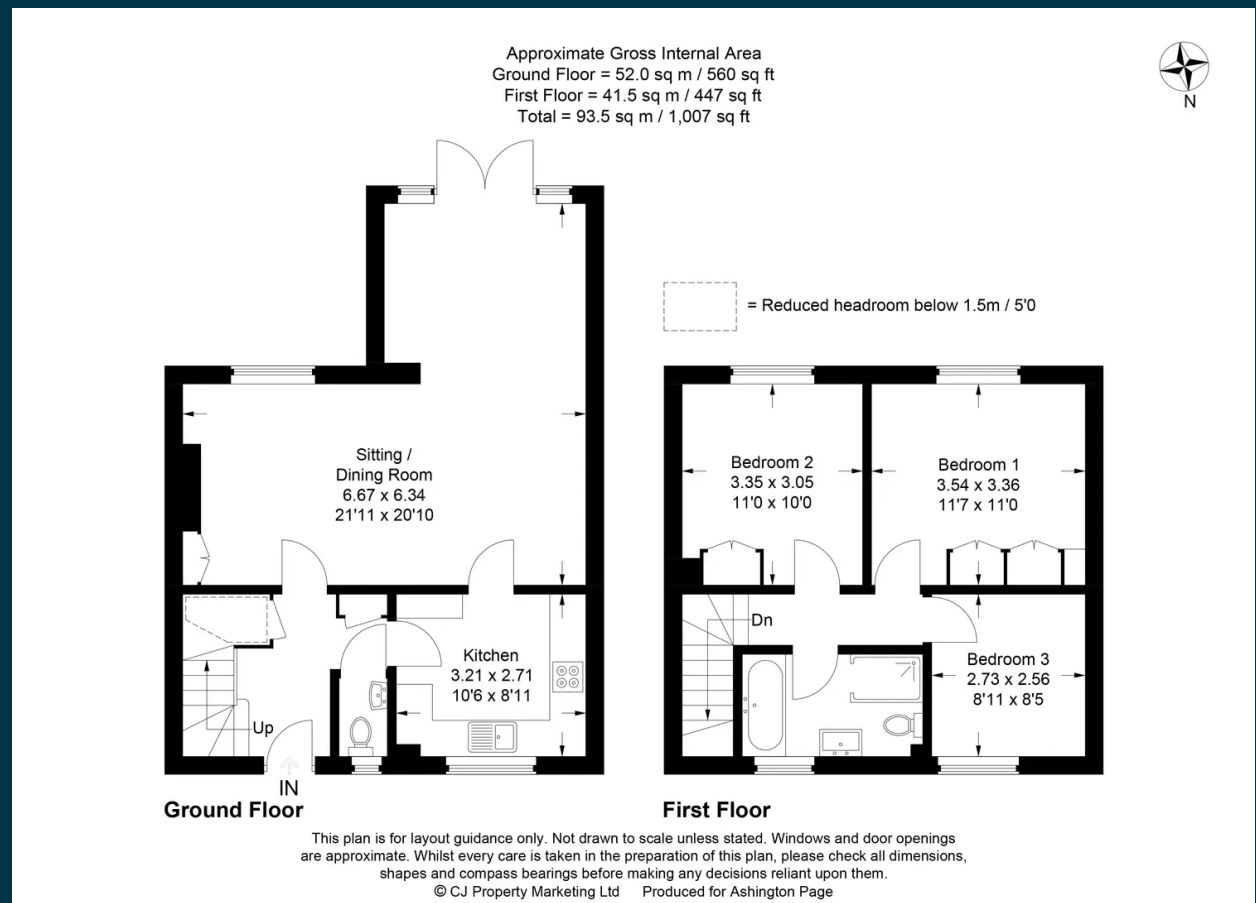 Approximate Gross Internal Area
Ground Floor = 52.0 sq m / 560 sq ft
First Floor = 41.5 sq m / 447 sq ft
Total = 93.5 sq m / 1,007 sq ft
N
= Reduced headroom below 1.5m / 5'0
Sitting /
Dining Room
6.67 x 6.34
21'11 x 20'10
Kitchen
3.21 x 2.71
10'6 x 8'11
Up
IN
Ground Floor
Bedroom 2
3.35 x 3.05
11'0 x 10'0
Bedroom 1
3.54 x 3.36
11'7 x 11'0
Dn
Bedroom 3
2.73 x 2.56
8'11 x 8'5
First Floor
This plan is for layout guidance only. Not drawn to scale unless stated. Windows and door openings
are approximate. Whilst every care is taken in the preparation of this plan, please check all dimensions,
shapes and compass bearings before making any decisions reliant upon them.
© CJ Property Marketing Ltd Produced for Ashington Page